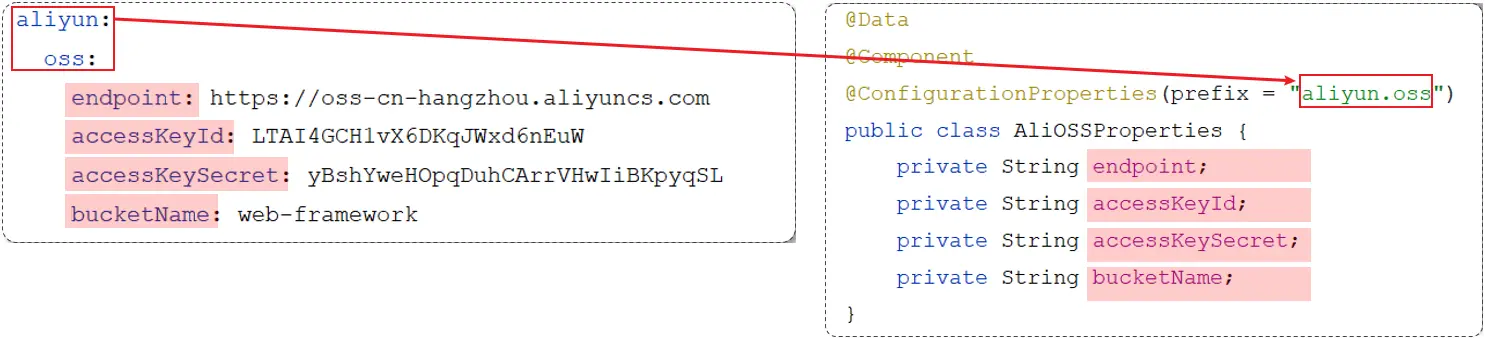 aliyun:
  oss:
    endpoint: https://oss-cn-hangzhou.aliyuncs.com
    accessKeyId: LTAI4GCH1vX6DKqJWxd6nEuW
    accessKeySecret: yBshYweHOpqDuhCArrVHwIiBKpyqSL
    bucketName: web-framework
@Data
@Component
@ConfigurationProperties(prefix = "aliyun.oss")
public class AliOSSProperties {
    private String endpoint;
    private String accessKeyId;
    private String accessKeySecret;
    private String bucketName;
}